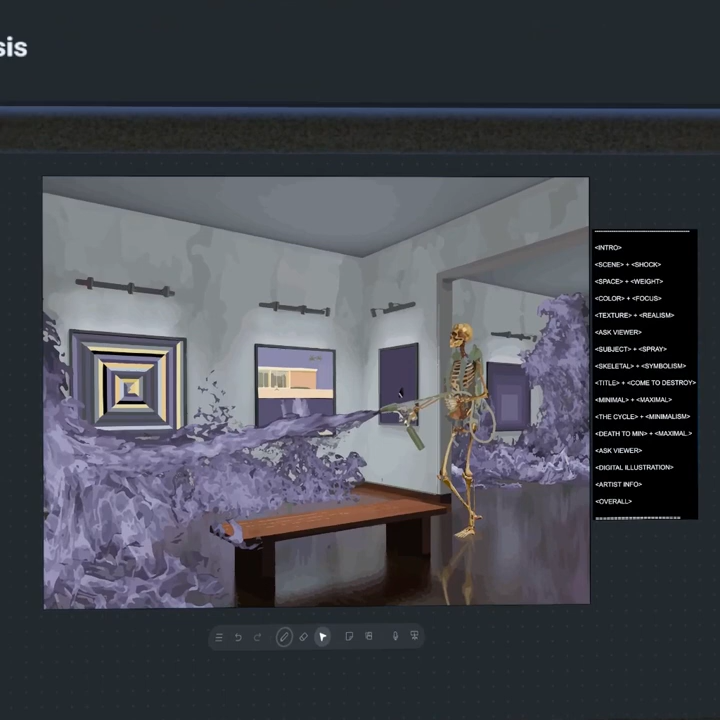 sis
<INTRO>
<SCENE> + <SHOCK>
<SPACE> + <WEIGHT>
<COLOR> + <FOCUS>
<TEXTURE> + <REALISM>
<ASK VIEWER>
<SUBJECT> + <SPRAY>
<SKELETAL> + <SYMBOLISM>
<TITLE> + <COME TO DESTROY>
<MINIMAL> + <MAXIMAL>
<THE CYCLE> + <MINIMALISM>
<DEATH TO MIN> + <MAXIMAL >
<ASK VIEWER>
<DIGITAL ILLUSTRATION>
<ARTIST INFO>
<OVERALL>